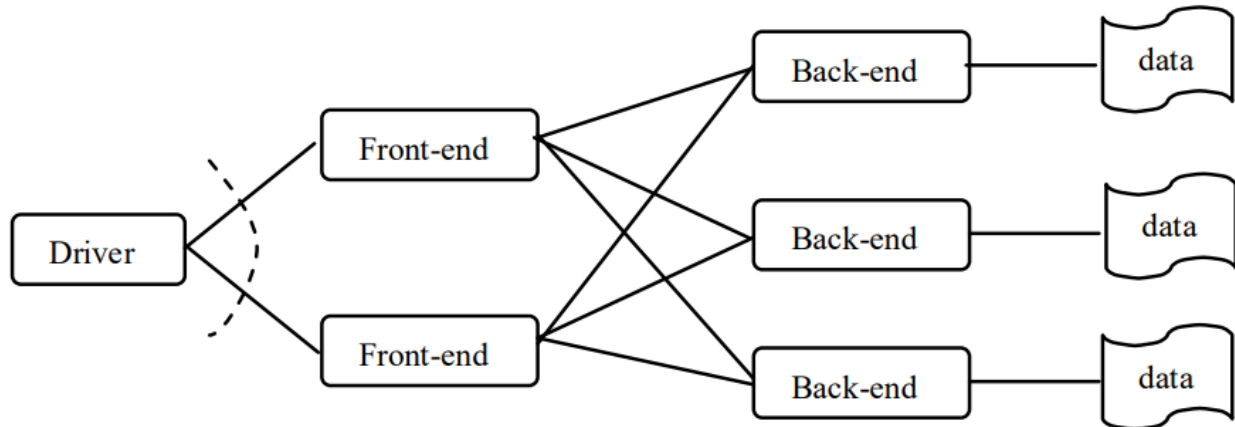 Driver
Front-end
Front-end
Back-end
Back-end
Back-end
data
data
data